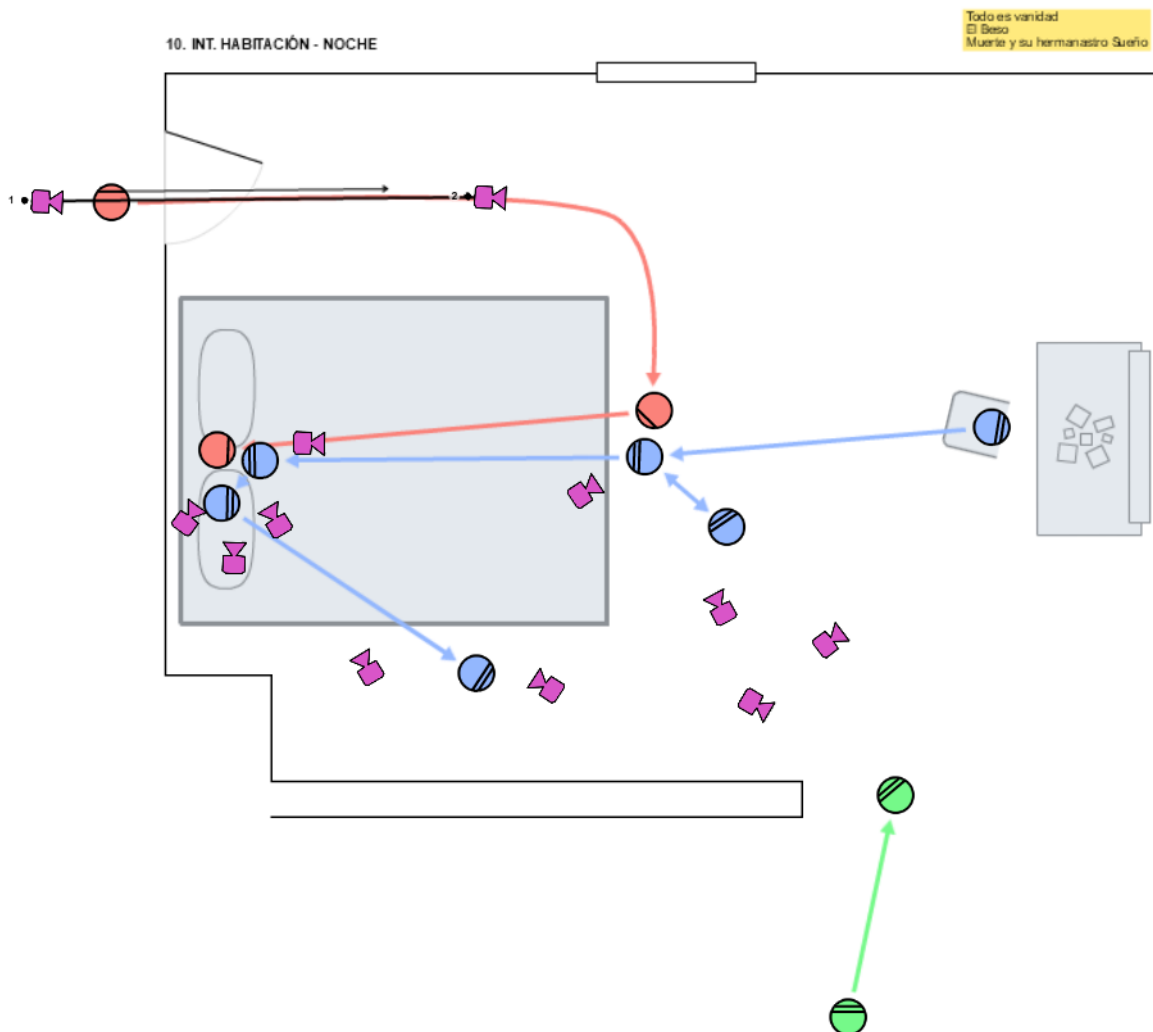 Todo es vanidad
El Beso
Muerte y su hermanastro Sueño
10. INT. HABITACIÓN - NOCHE
1
2